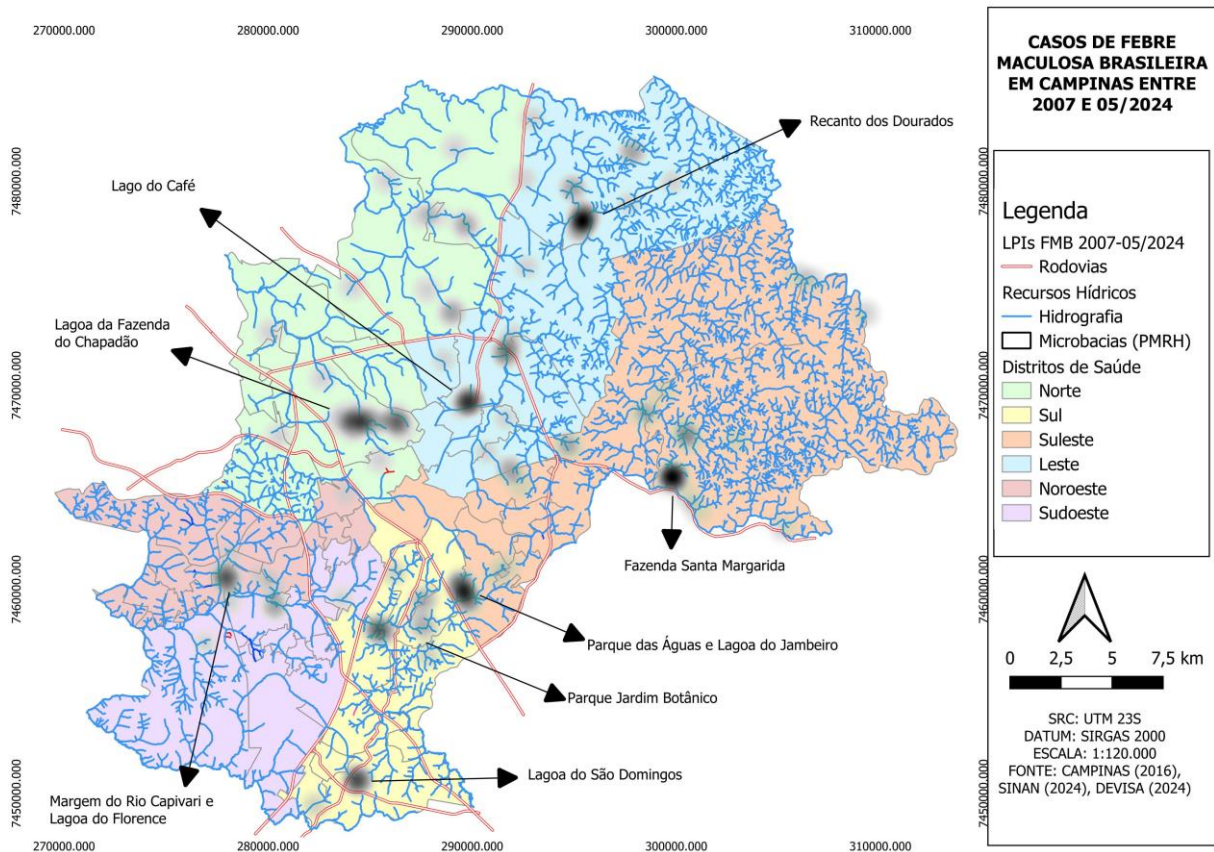 270000.000
280000.000
290000.000
300000.000
310000.000
CASOS DE FEBRE
MACULOSA BRASILEIRA
EM CAMPINAS ENTRE
2007 E 05/2024
7480000.000
7470000.000
7460000.000
7450000.000
Recanto dos Dourados
Lago do Café
Lagoa da Fazenda
do Chapadão
Fazenda Santa Margarida
Parque das Águas e Lagoa do Jambeiro
Parque Jardim Botânico
Lagoa do São Domingos
Margem do Rio Capivari e
Lagoa do Florence
7480000.000
7470000.000
7460000.000
7450000.000
270000.000
280000.000
290000.000
300000.000
310000.000
Legenda
LPIs FMB 2007-05/2024
Rodovias
Recursos Hídricos
Hidrografia
Microbacias (PMRH)
Distritos de Saúde
Norte
Sul
Suleste
Leste
Noroeste
Sudoeste
0 2,5 5 7,5 km
SRC: UTM 23S
DATUM: SIRGAS 2000
ESCALA: 1:120.000
FONTE: CAMPINAS (2016),
SINAN (2024), DEVISA (2024)